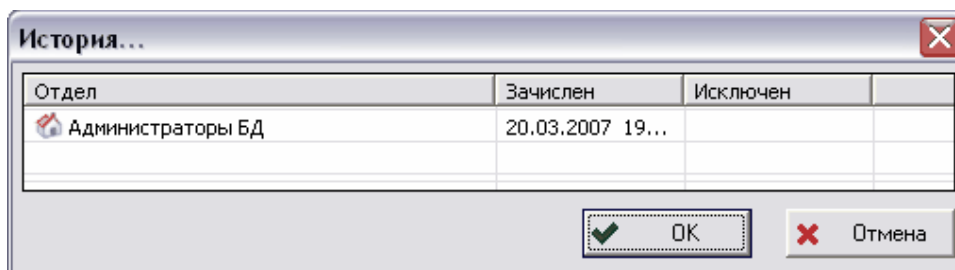 История...
Отдел Зачислен Исключен
Администраторы БД 20.03.2007 19...
OK Отмена